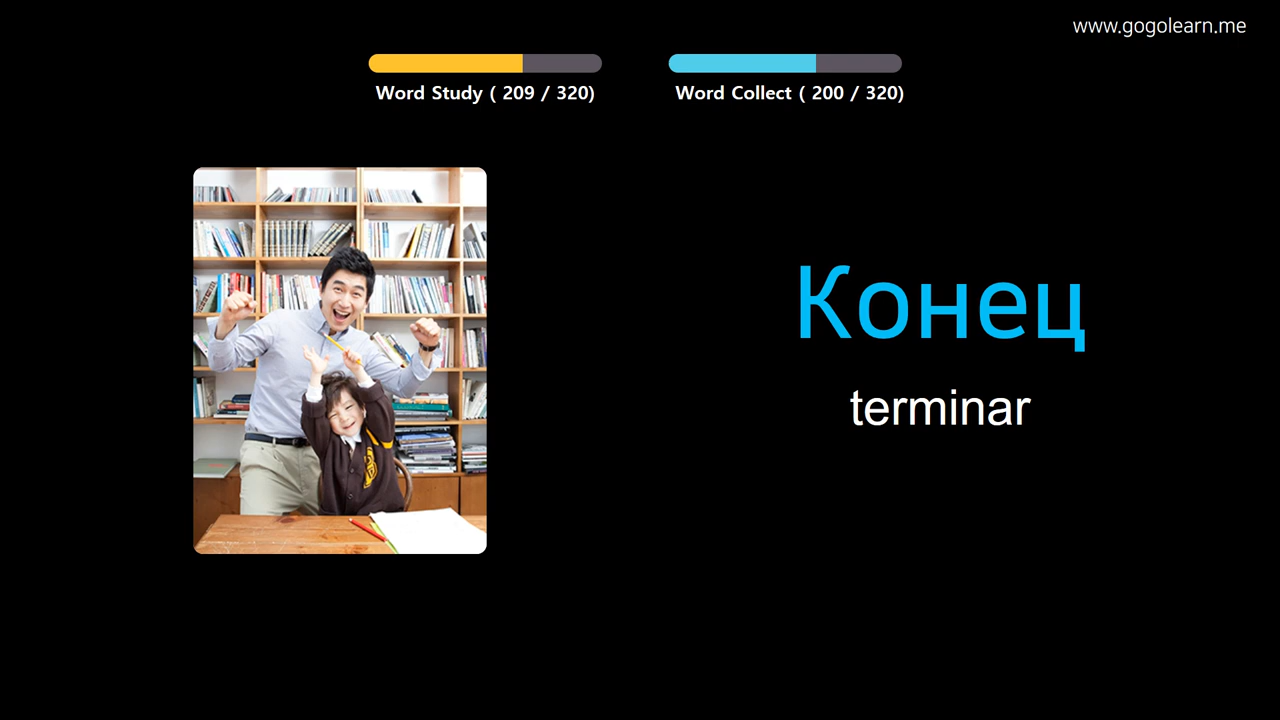 www.gogolearn.me
Word Study ( 209 / 320)
Word Collect ( 200 / 320)
Конец
terminar